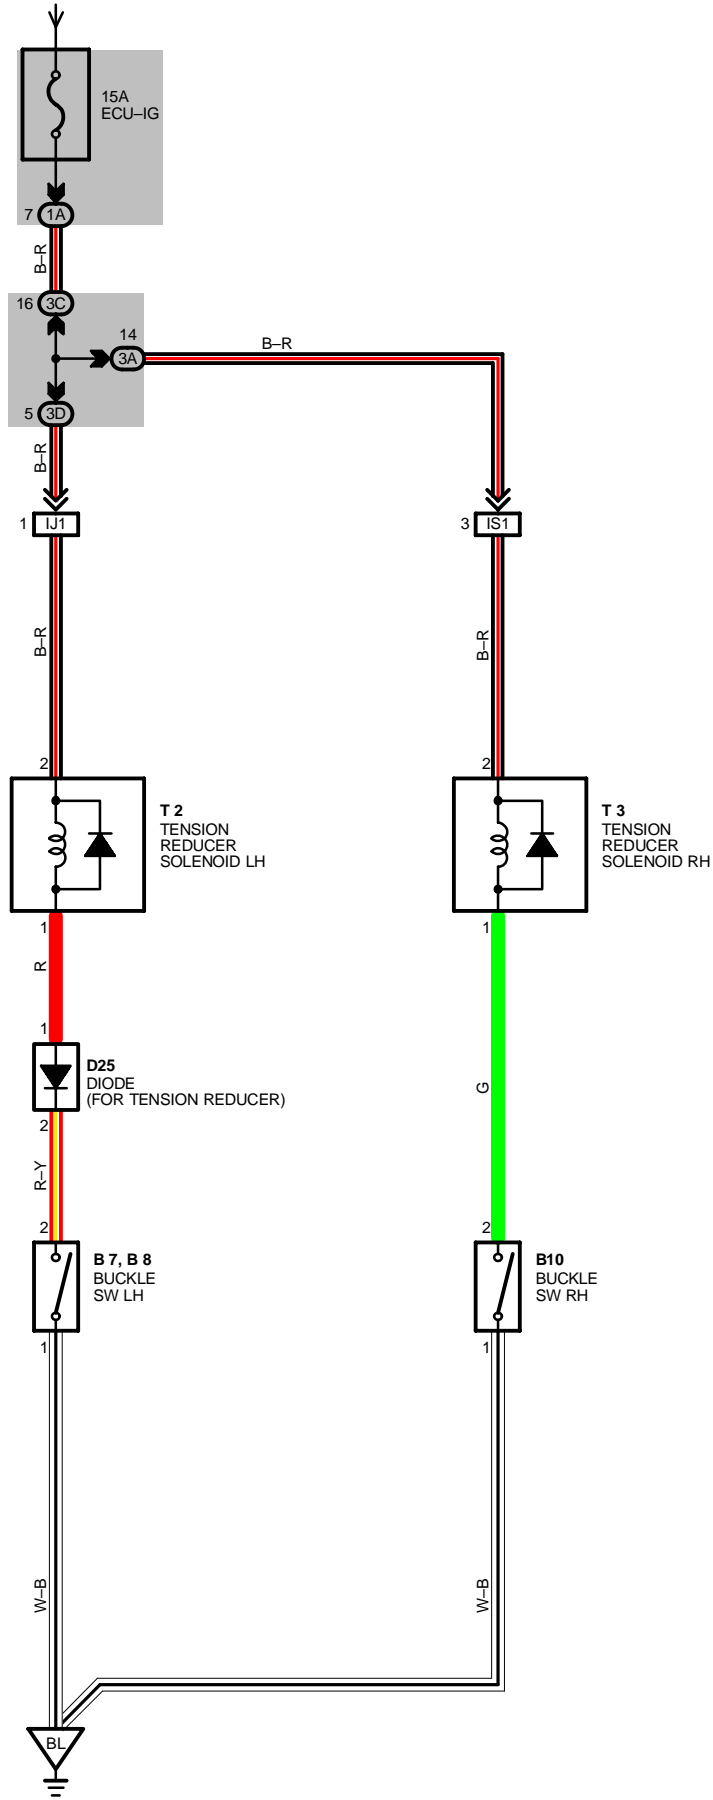 15A
ECU–IG
7 1A
B–R
16 3C
14
3A
B–R
5 3D
B–R
1 IJ1
3 IS1
B–R
B–R
2
2
T 2
TENSION
REDUCER
SOLENOID LH
T 3
TENSION
REDUCER
SOLENOID RH
1
1
R
1
D25
DIODE
(FOR TENSION REDUCER)
G
2
R–Y
2
2
B 7, B 8
BUCKLE
SW LH
B10
BUCKLE
SW RH
1
1
W–B
W–B
BL